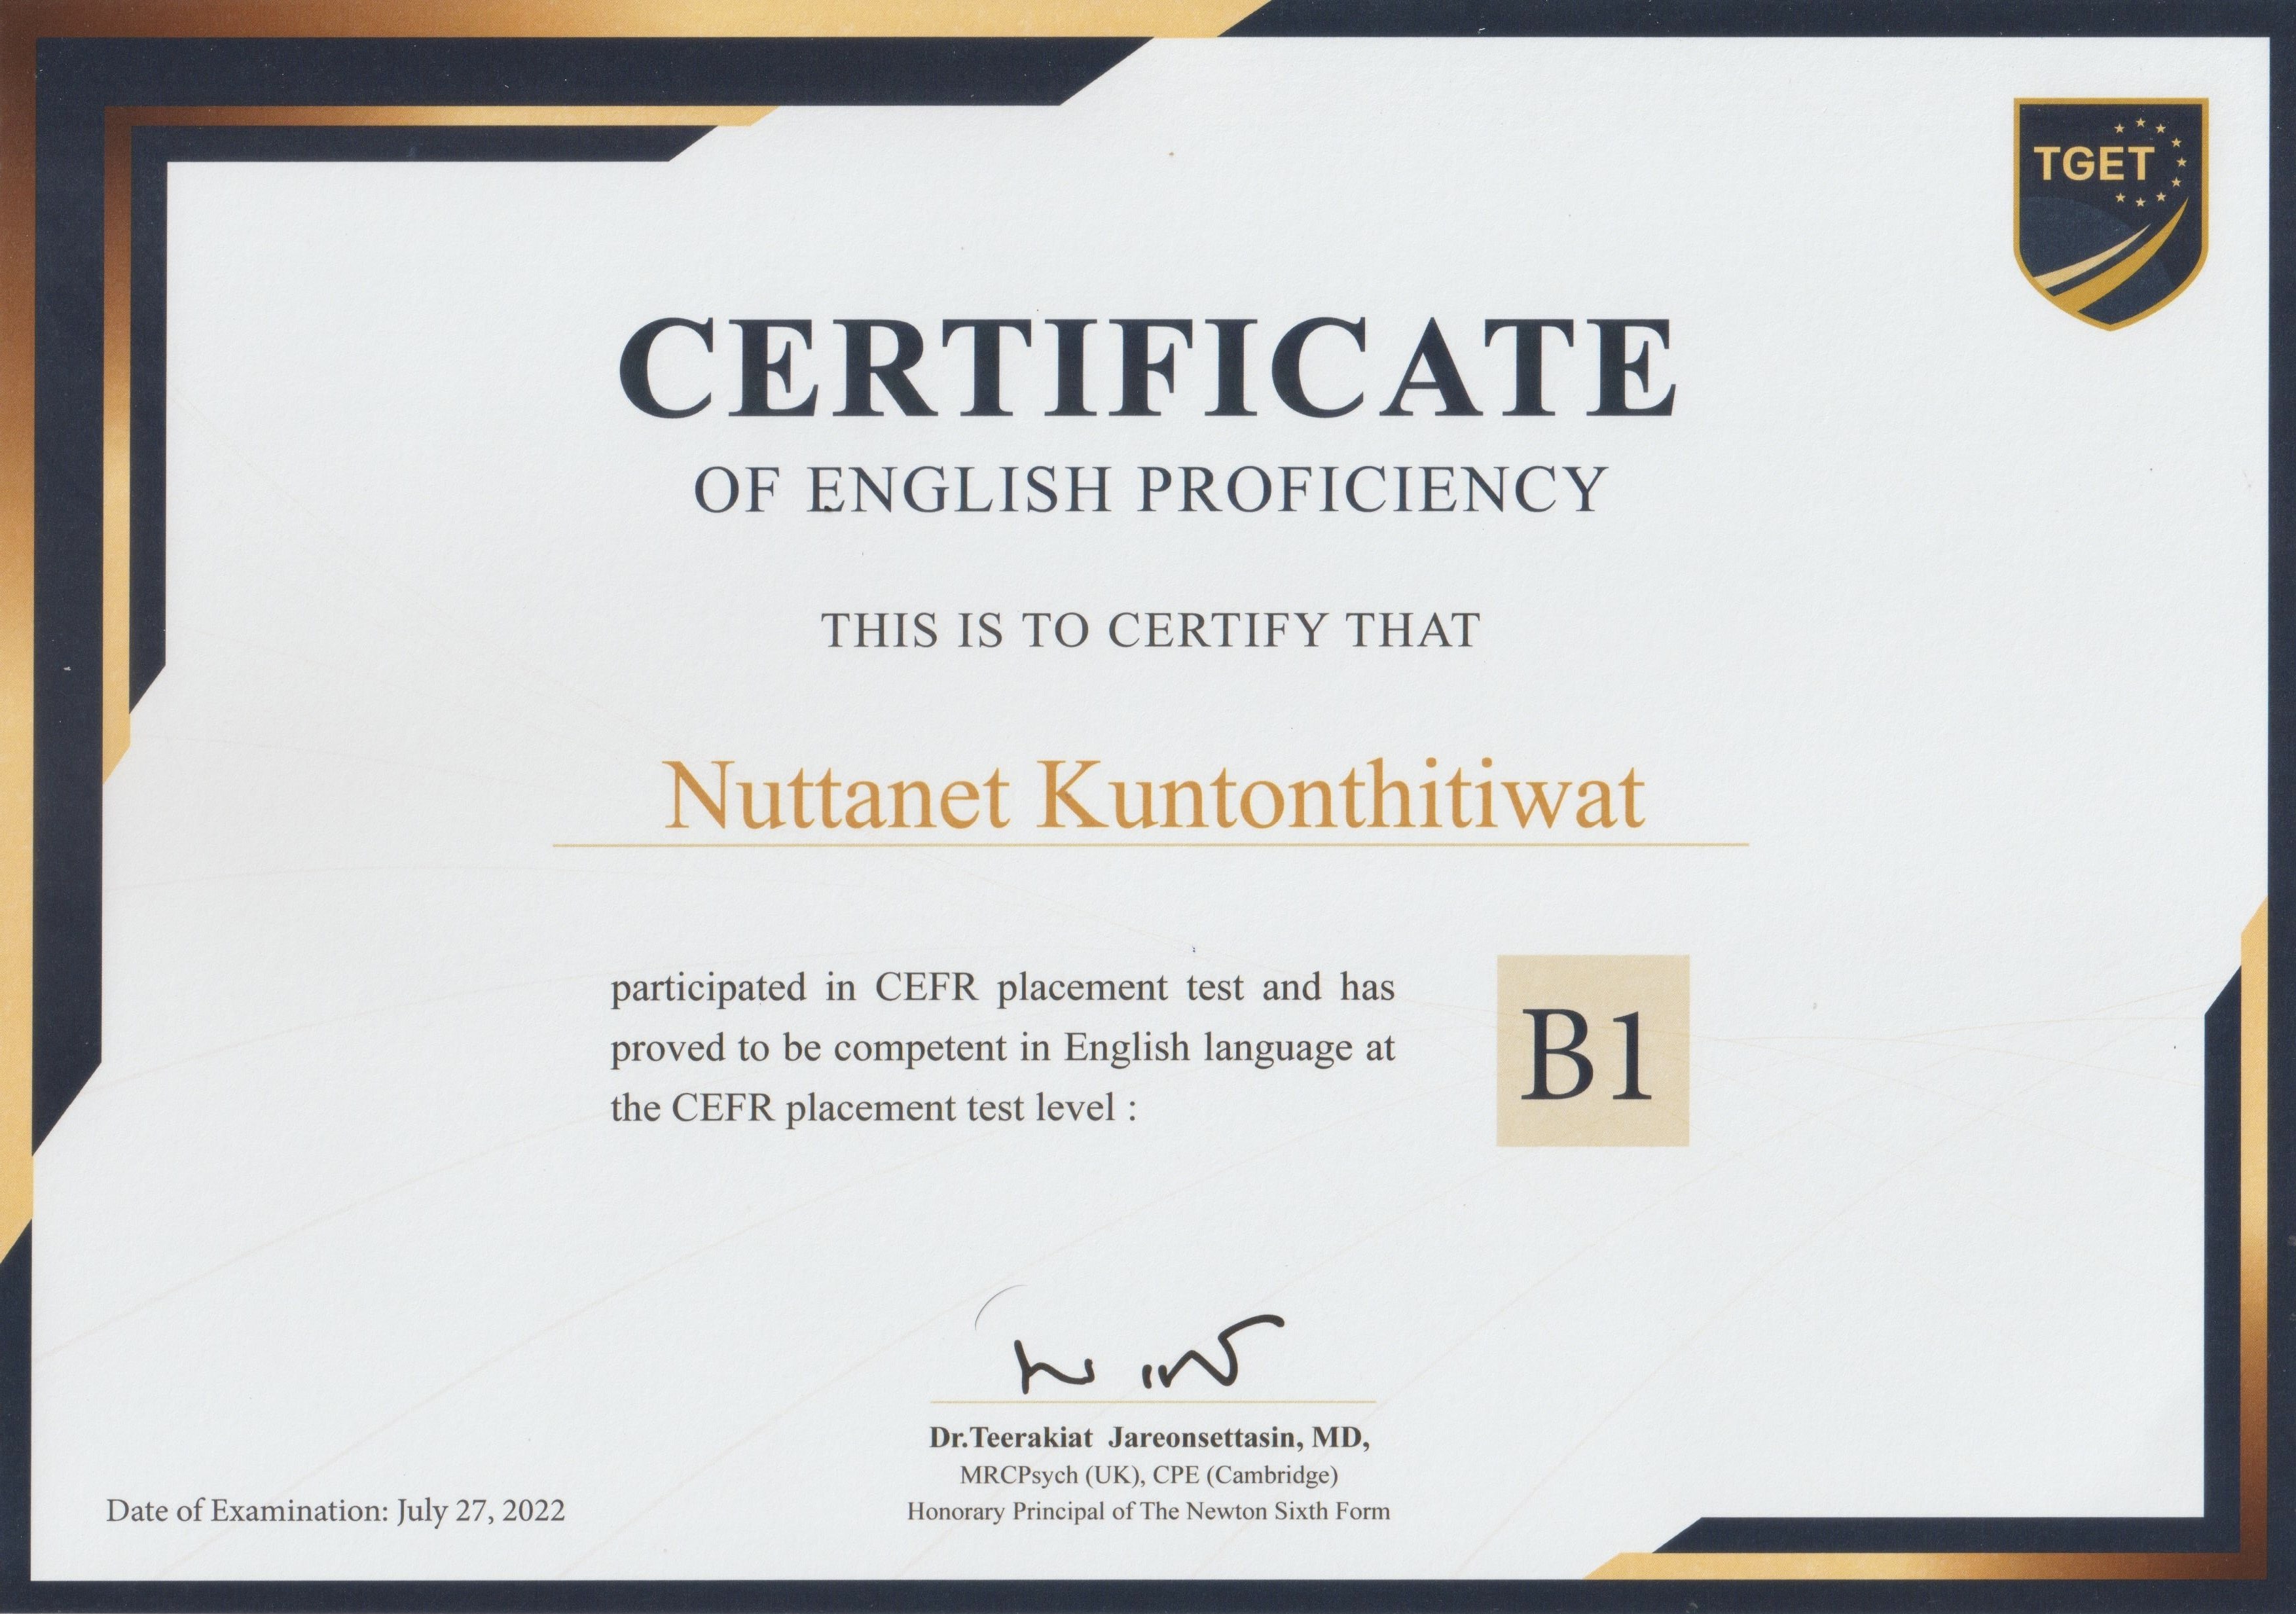 TGET
CERTIFICATE
OF ENGLISH PROFICIENCY
THIS IS TO CERTIFY THAT
Nuttanet Kuntonthitiwat
participated in CEFR placement test and has
proved to be competent in English language at
the CEFR placement test level :
B1
Dr.Teerakiat Jareonsettasin, MD,
MRCPsych (UK), CPE (Cambridge)
Honorary Principal of The Newton Sixth Form
Date of Examination: July 27, 2022